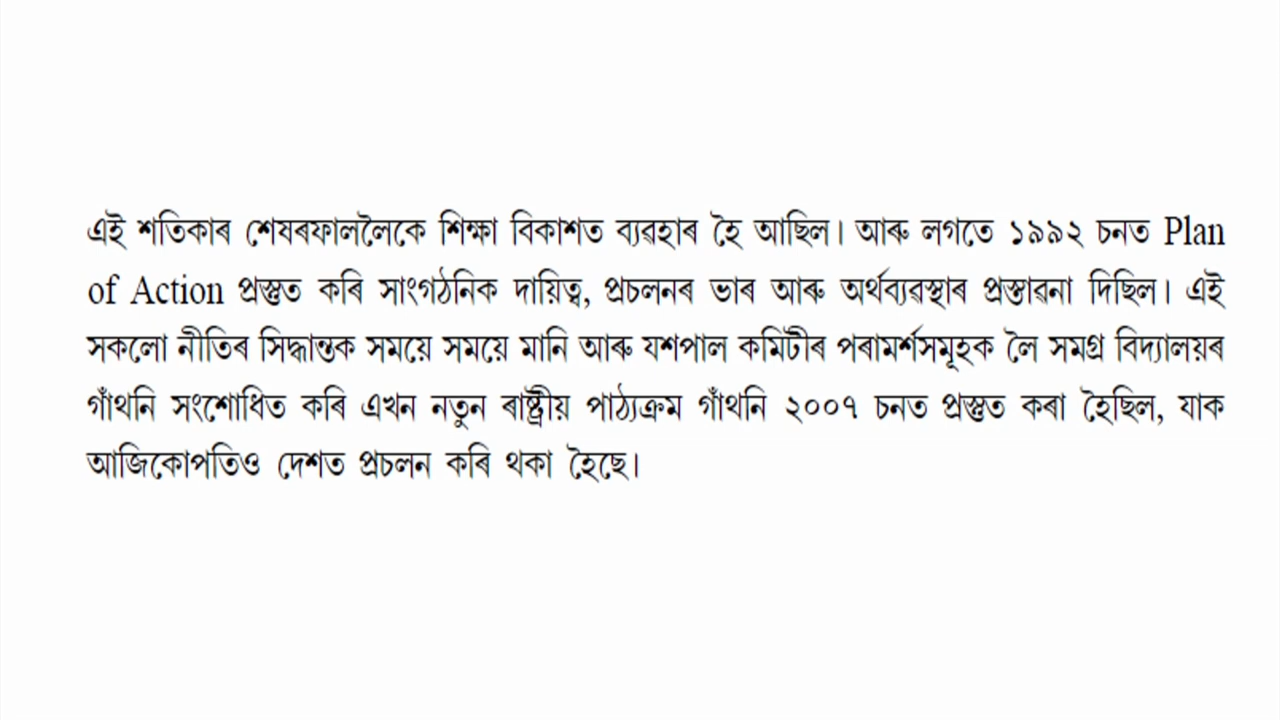 এই শতিকাৰ শেষৰফাললৈকে শিক্ষা বিকাশত ব্যৱহাৰ হৈ আছিল। আৰু লগতে ১৯৯২ চনত Plan
of Action প্ৰস্তুত কৰি সাংগঠনিক দায়িত্ব, প্ৰচলনৰ ভাৰ আৰু অৰ্থব্যৱস্থাৰ প্ৰস্তাৱনা দিছিল। এই
সকলো নীতিৰ সিদ্ধান্তক সময়ে সময়ে মানি আৰু যশপাল কমিটীৰ পৰামৰ্শসমূহক লৈ সমগ্ৰ বিদ্যালয়ৰ
গাঁথনি সংশোধিত কৰি এখন নতুন ৰাষ্ট্ৰীয় পাঠ্যক্ৰম গাঁথনি ২০০৭ চনত প্ৰস্তুত কৰা হৈছিল, যাক
আজিকোপতিও দেশত প্ৰচলন কৰি থকা হৈছে।